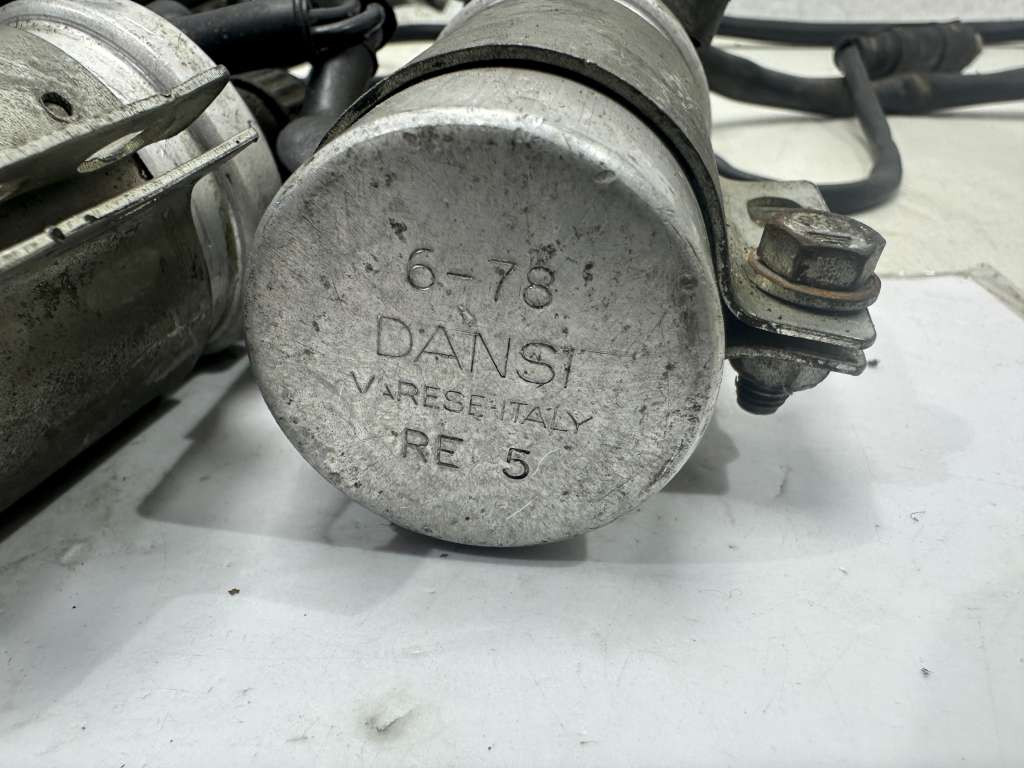 6-78
DANSI
VARESE-ITALY
RE 5